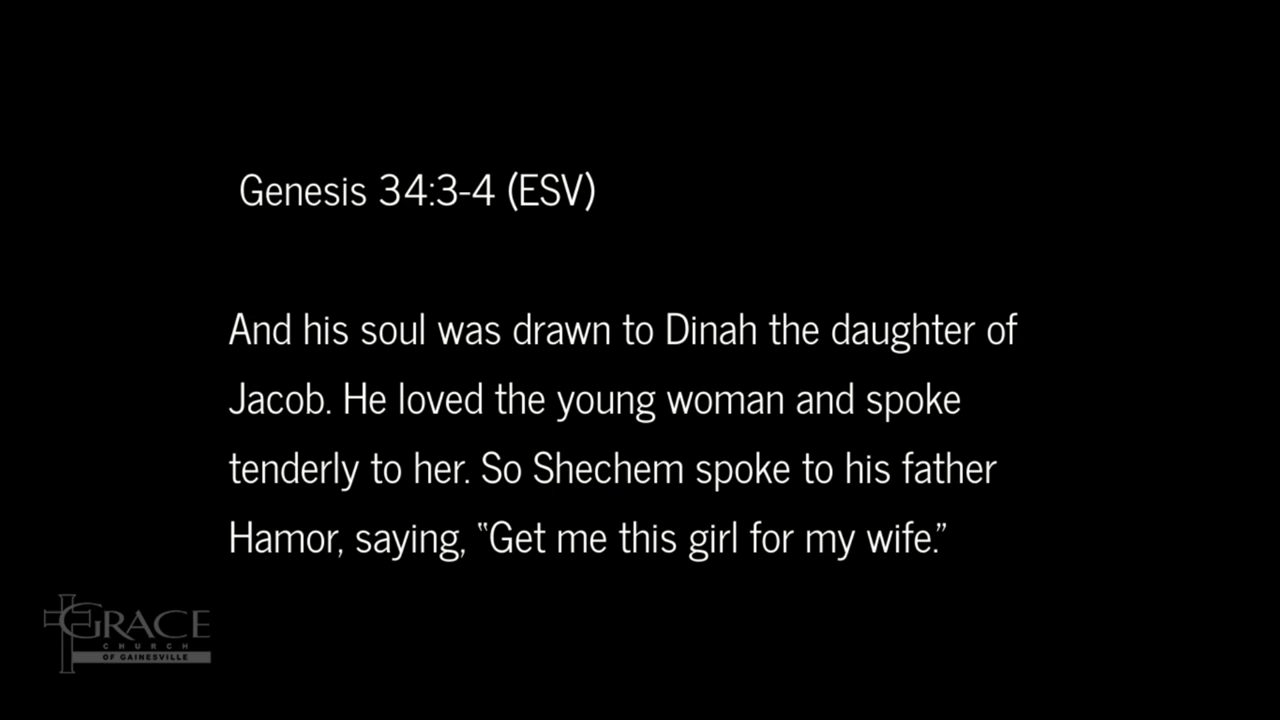 Genesis 34:3-4 (ESV)
And his soul was drawn to Dinah the daughter of
Jacob. He loved the young woman and spoke
tenderly to her. So Shechem spoke to his father
Hamor, saying, “Get me this girl for my wife.”
GRACE
CHURCH
OF GAINESVILLE